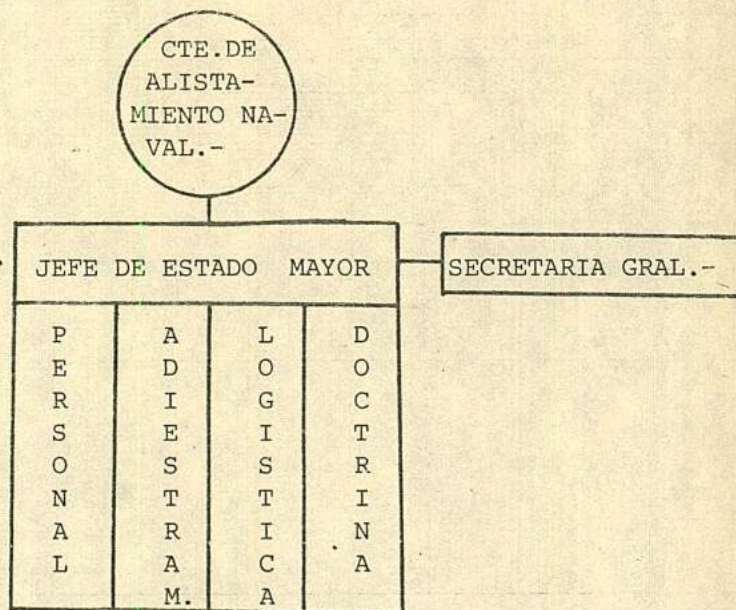 CTE.DE
ALISTA-
MIENTO NA-
VAL.-
JEFE DE ESTADO MAYOR
SECRETARIA GRAL.-
PERSONAL
ADIESTRAM.
LOGISTICA
DOCTRINA